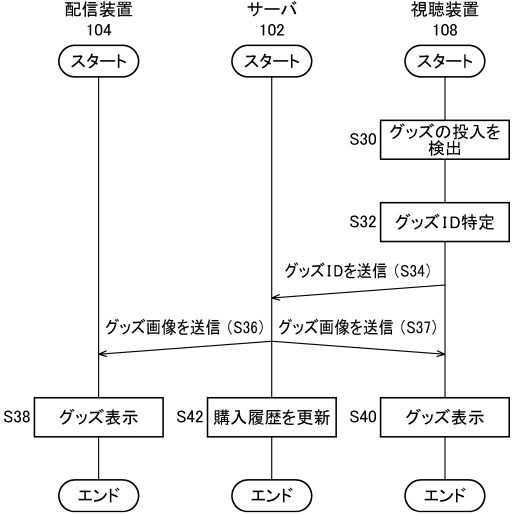 配信装置
104
サーバ
102
視聴装置
108
スタート
スタート
スタート
S30
グッズの投入を
検出
S32
グッズID特定
グッズIDを送信（S34）
グッズ画像を送信（S36）
グッズ画像を送信（S37）
S38
グッズ表示
S42
購入履歴を更新
S40
グッズ表示
エンド
エンド
エンド